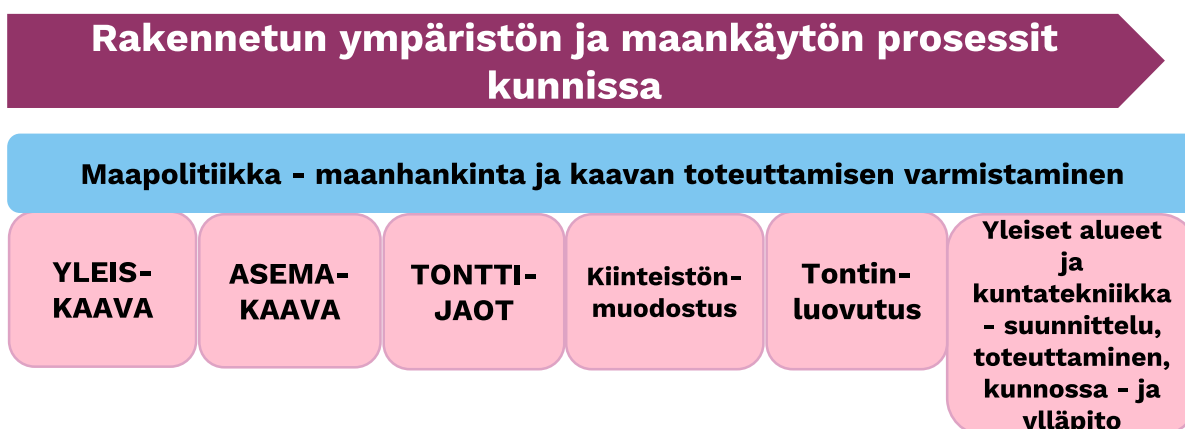 Rakennetun ympäristön ja maankäytön prosessit
kunnissa
Maapolitiikka - maanhankinta ja kaavan toteuttamisen varmistaminen
YLEIS-
KAAVA
ASEMA-
KAAVA
TONTTI-
JAOT
Kiinteistön-
muodostus
Tontin-
luovutus
Yleiset alueet
ja
kuntatekniikka
- suunnittelu,
toteuttaminen,
kunnossa - ja
ylläpito